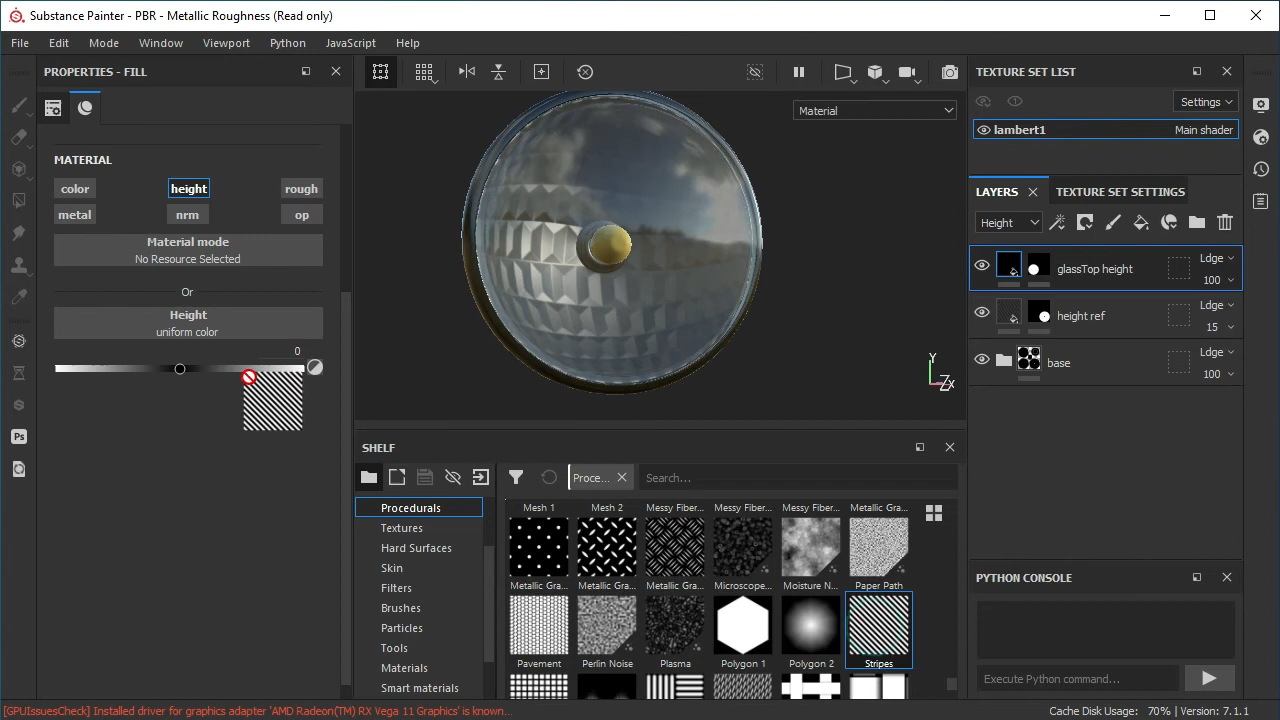 Substance Painter - PBR - Metallic Roughness (Read only)
File Edit Mode Window Viewport Python JavaScript Help
PROPERTIES - FILL
MATERIAL
color height rough
metal nrm op
Material mode
No Resource Selected
Or
Height
uniform color
0
Material
Y
Z
X
SHELF
Proce...
Search...
Procedurals
Textures
Hard Surfaces
Skin
Filters
Brushes
Particles
Tools
Materials
Smart materials
Mesh 1 Mesh 2 Messy Fiber... Messy Fiber... Messy Fiber... Metallic Gra...
Metallic Gra... Metallic Gra... Metallic Gra... Microscope... Moisture N... Paper Path
Pavement Perlin Noise Plasma Polygon 1 Polygon 2 Stripes
TEXTURE SET LIST
Settings
lambert1 Main shader
LAYERS TEXTURE SET SETTINGS
Height
glassTop height Ldge 100
height ref Ldge 15
base Ldge 100
PYTHON CONSOLE
Execute Python command...
Ps
[GPUIssuesCheck] Installed driver for graphics adapter 'AMD Radeon(TM) RX Vega 11 Graphics' is known...
Cache Disk Usage: 70% | Version: 7.1.1